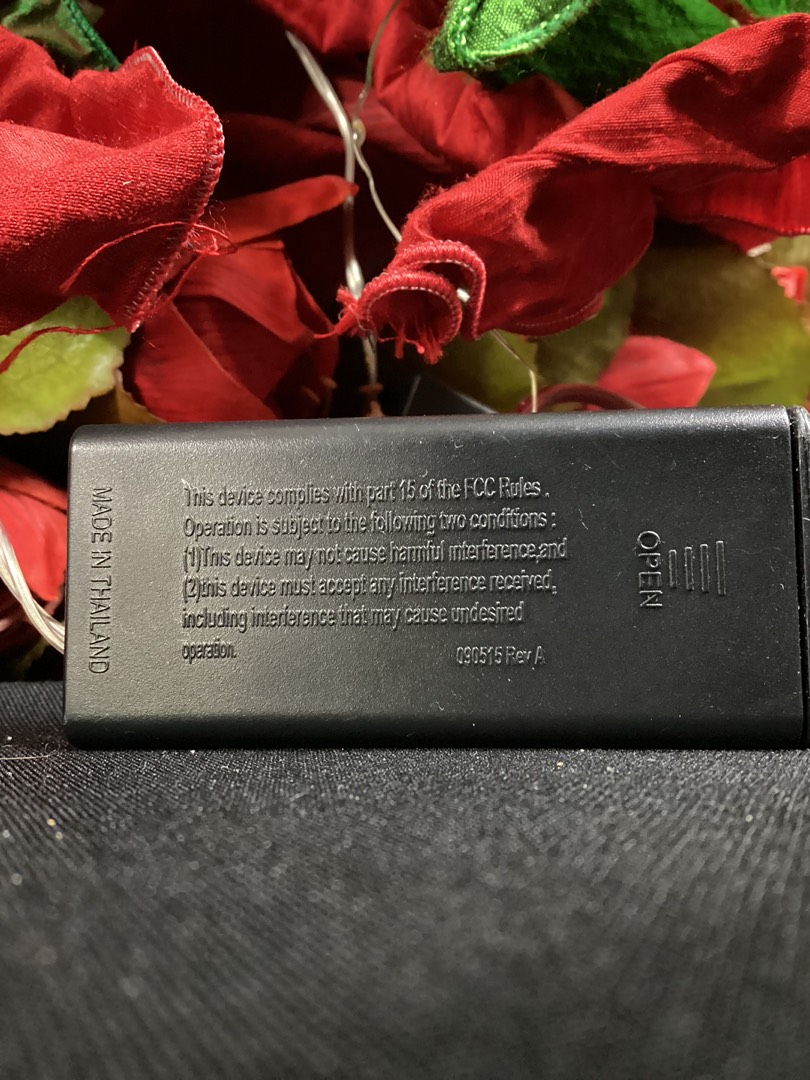 MADE IN THAILAND
This device complies with part 15 of the FCC Rules .
Operation is subject to the following two conditions :
(1)This device may not cause harmful interference,and
(2)this device must accept any interference received,
including interference that may cause undesired
operation.
090515 Rev A
OPEN